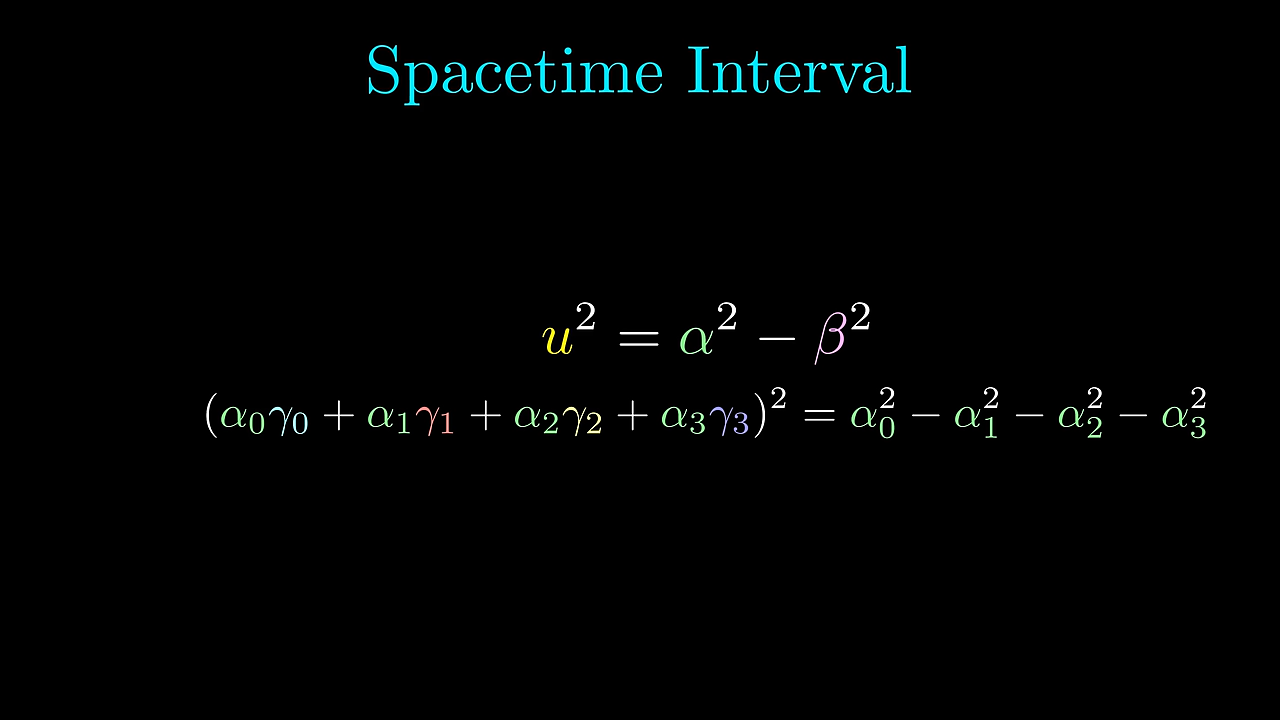 Spacetime Interval
u² = α² − β²
(α₀γ₀ + α₁γ₁ + α₂γ₂ + α₃γ₃)² = α₀² − α₁² − α₂² − α₃²